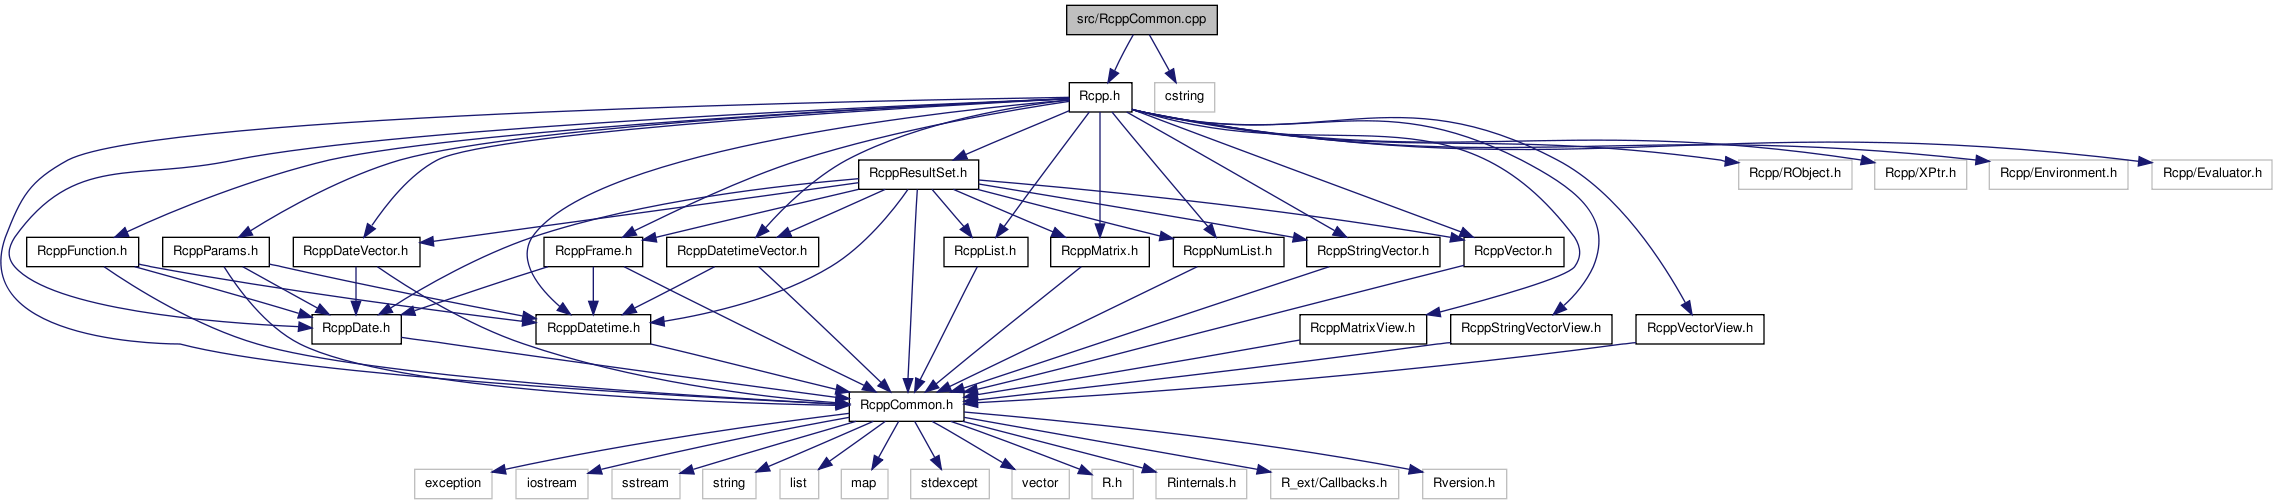 src/RcppCommon.cpp
Rcpp.h
cstring
RcppResultSet.h
Rcpp/RObject.h
Rcpp/XPtr.h
Rcpp/Environment.h
Rcpp/Evaluator.h
RcppFunction.h
RcppParams.h
RcppDateVector.h
RcppFrame.h
RcppDatetimeVector.h
RcppList.h
RcppMatrix.h
RcppNumList.h
RcppStringVector.h
RcppVector.h
RcppDate.h
RcppDatetime.h
RcppMatrixView.h
RcppStringVectorView.h
RcppVectorView.h
RcppCommon.h
exception
iostream
sstream
string
list
map
stdexcept
vector
R.h
Rinternals.h
R_ext/Callbacks.h
Rversion.h